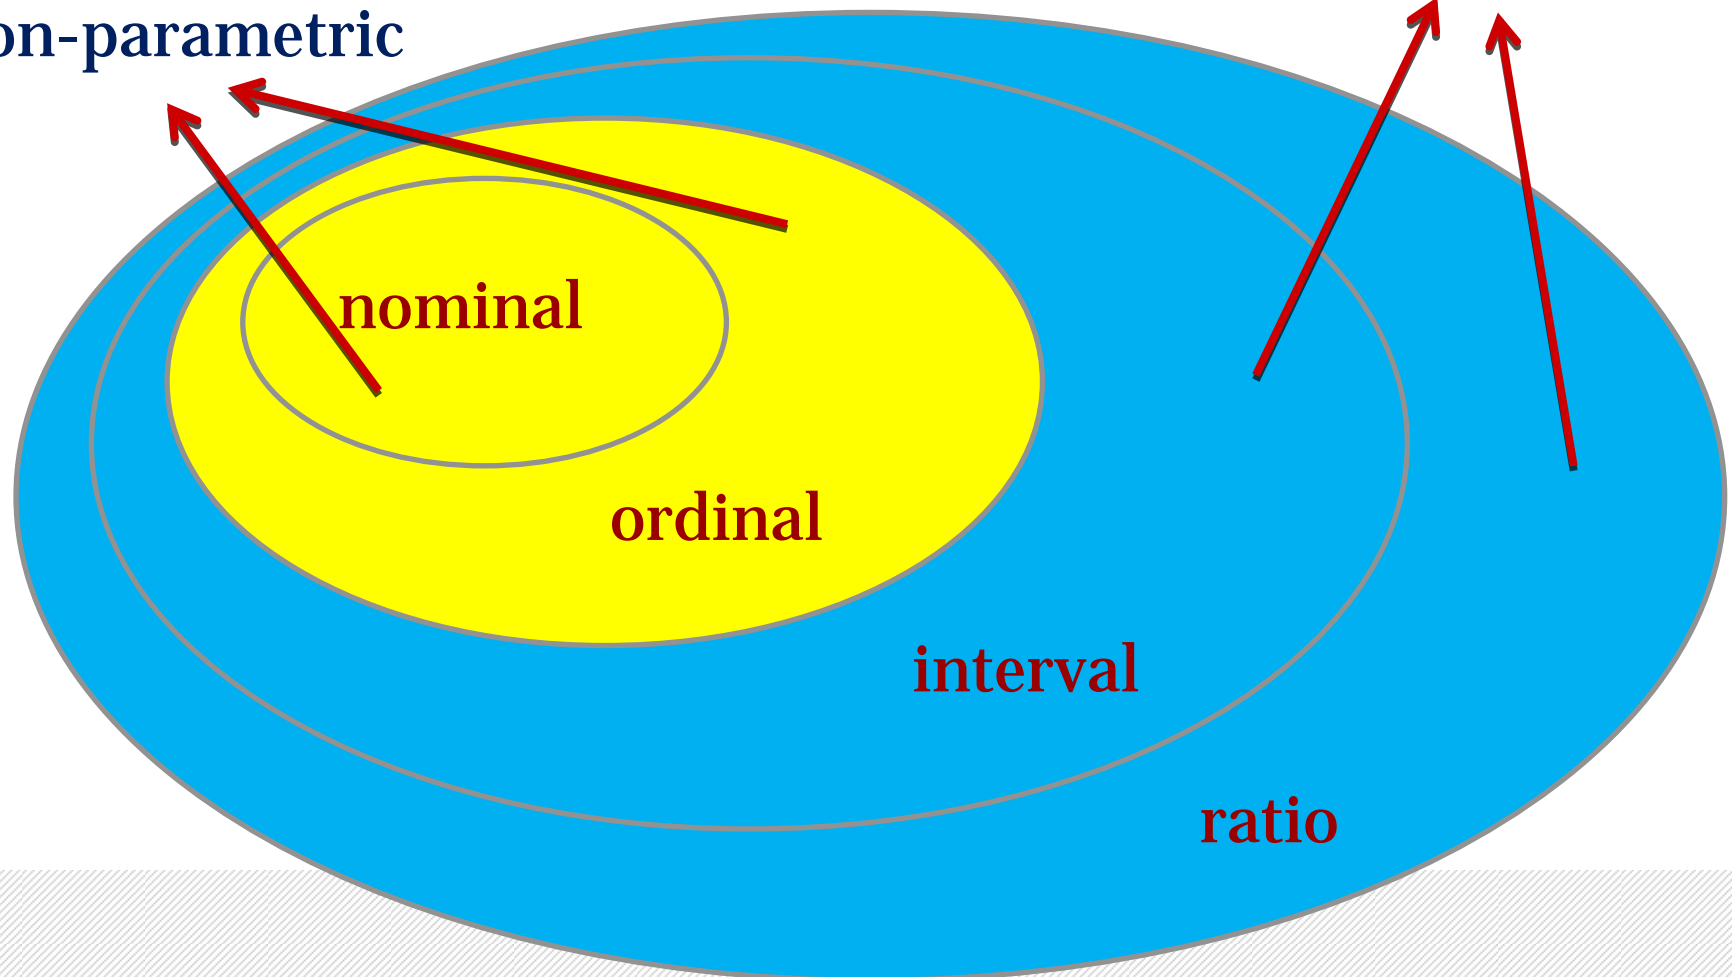 on-parametric
nominal
ordinal
interval
ratio